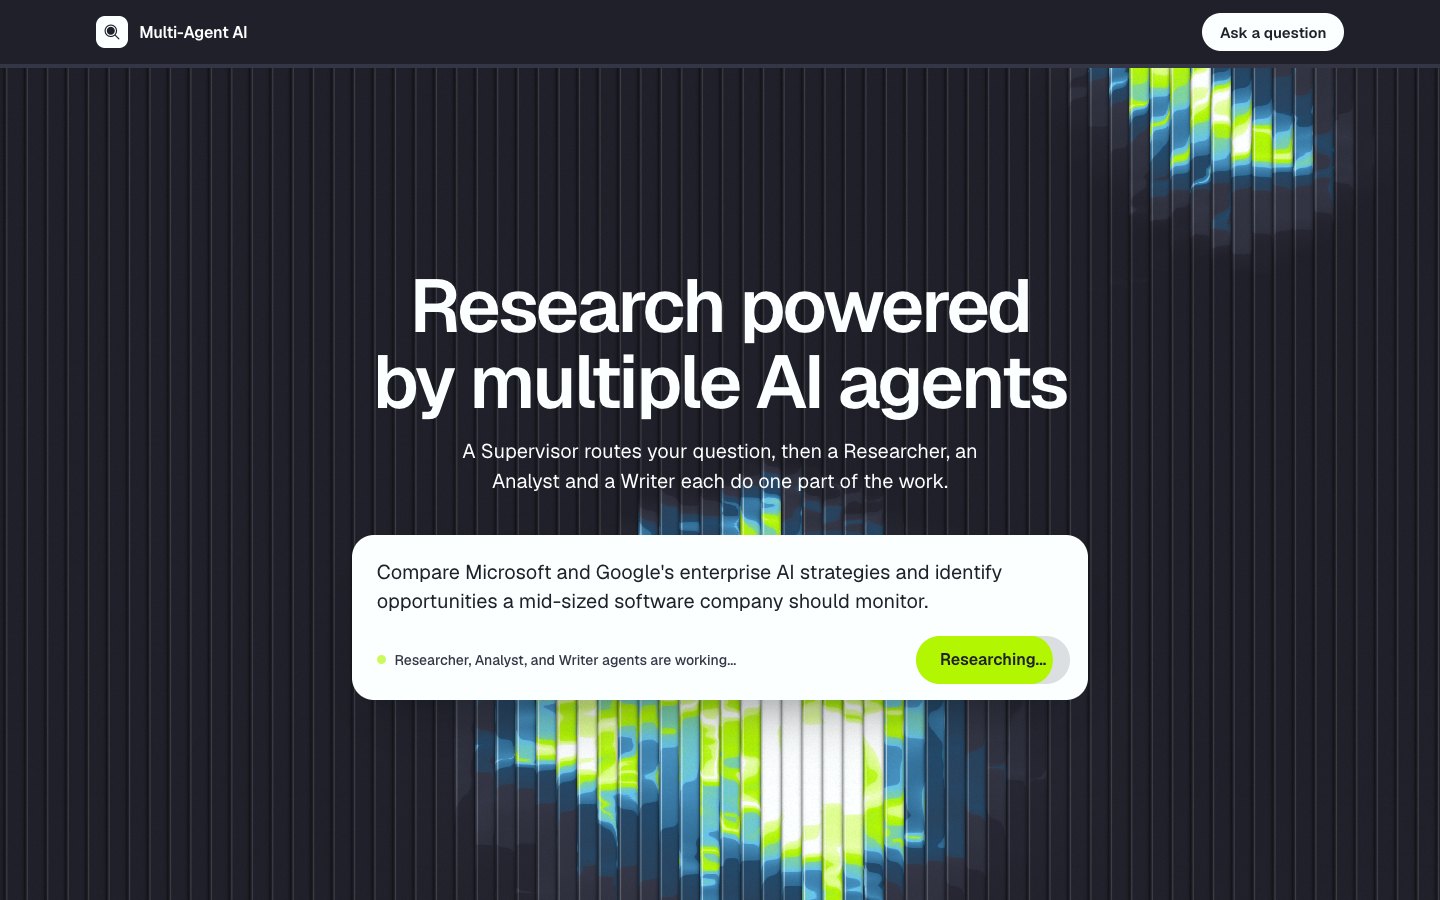 Multi-Agent AI
Ask a question
Research powered
by multiple AI agents
A Supervisor routes your question, then a Researcher, an
Analyst and a Writer each do one part of the work.
Compare Microsoft and Google's enterprise AI strategies and identify
opportunities a mid-sized software company should monitor.
Researcher, Analyst, and Writer agents are working...
Researching...